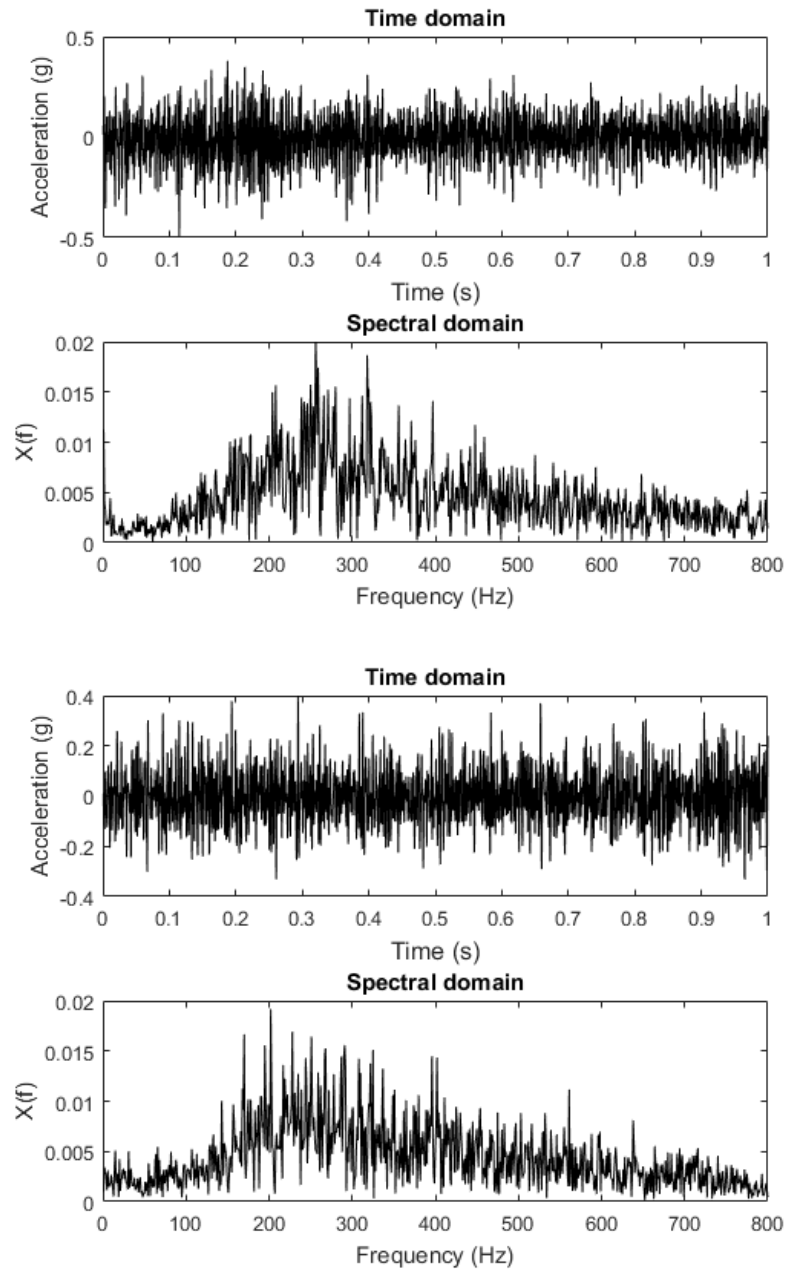 Time domain
0.5
0
-0.5
Acceleration (g)
0 0.1 0.2 0.3 0.4 0.5 0.6 0.7 0.8 0.9 1
Time (s)
Spectral domain
0.02
0.015
0.01
0.005
0
X(f)
0 100 200 300 400 500 600 700 800
Frequency (Hz)
Time domain
0.4
0.2
0
-0.2
-0.4
Acceleration (g)
0 0.1 0.2 0.3 0.4 0.5 0.6 0.7 0.8 0.9 1
Time (s)
Spectral domain
0.02
0.015
0.01
0.005
0
X(f)
0 100 200 300 400 500 600 700 800
Frequency (Hz)